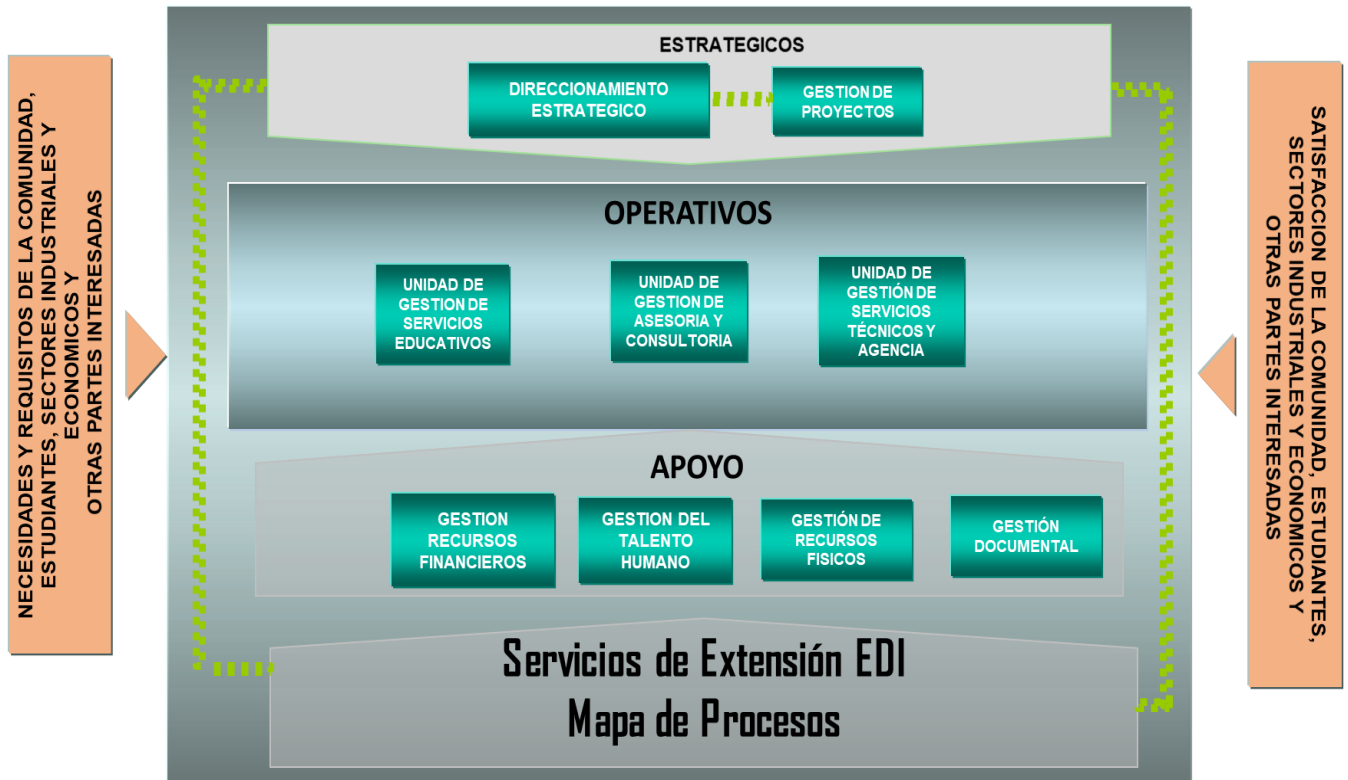 NECESIDADES Y REQUISITOS DE LA COMUNIDAD,
ESTUDIANTES, SECTORES INDUSTRIALES Y
ECONOMICOS Y
OTRAS PARTES INTERESADAS
ESTRATEGICOS
DIRECCIONAMIENTO
ESTRATEGICO
GESTION DE
PROYECTOS
OPERATIVOS
UNIDAD DE
GESTION DE
SERVICIOS
EDUCATIVOS
UNIDAD DE
GESTION DE
ASESORIA Y
CONSULTORIA
UNIDAD DE
GESTIÓN DE
SERVICIOS
TÉCNICOS Y
AGENCIA
APOYO
GESTION
RECURSOS
FINANCIEROS
GESTION DEL
TALENTO
HUMANO
GESTIÓN DE
RECURSOS
FISICOS
GESTIÓN
DOCUMENTAL
Servicios de Extensión EDI
Mapa de Procesos
SATISFACCION DE LA COMUNIDAD, ESTUDIANTES,
SECTORES INDUSTRIALES Y ECONOMICOS Y
OTRAS PARTES INTERESADAS